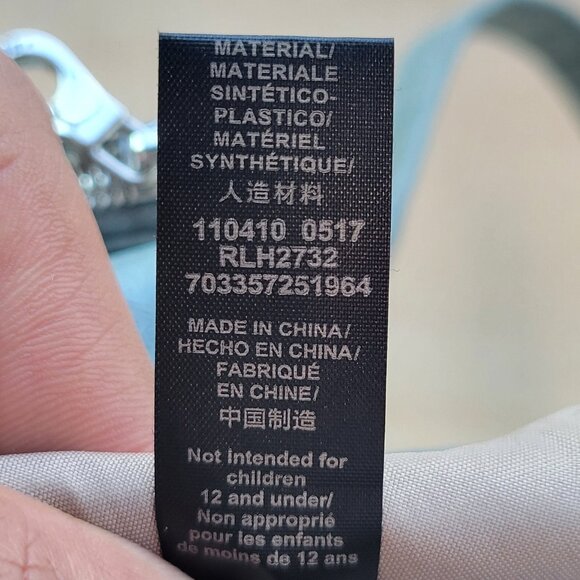 MATERIAL/
MATERIALE
SINTÉTICO-
PLÁSTICO/
MATÉRIEL
SYNTHÉTIQUE/
人造材料
110410 0517
RLH2732
703357251964
MADE IN CHINA/
HECHO EN CHINA/
FABRIQUÉ
EN CHINE/
中国制造
Not intended for
children
12 and under/
Non approprié
pour les enfants
de moins de 12 ans